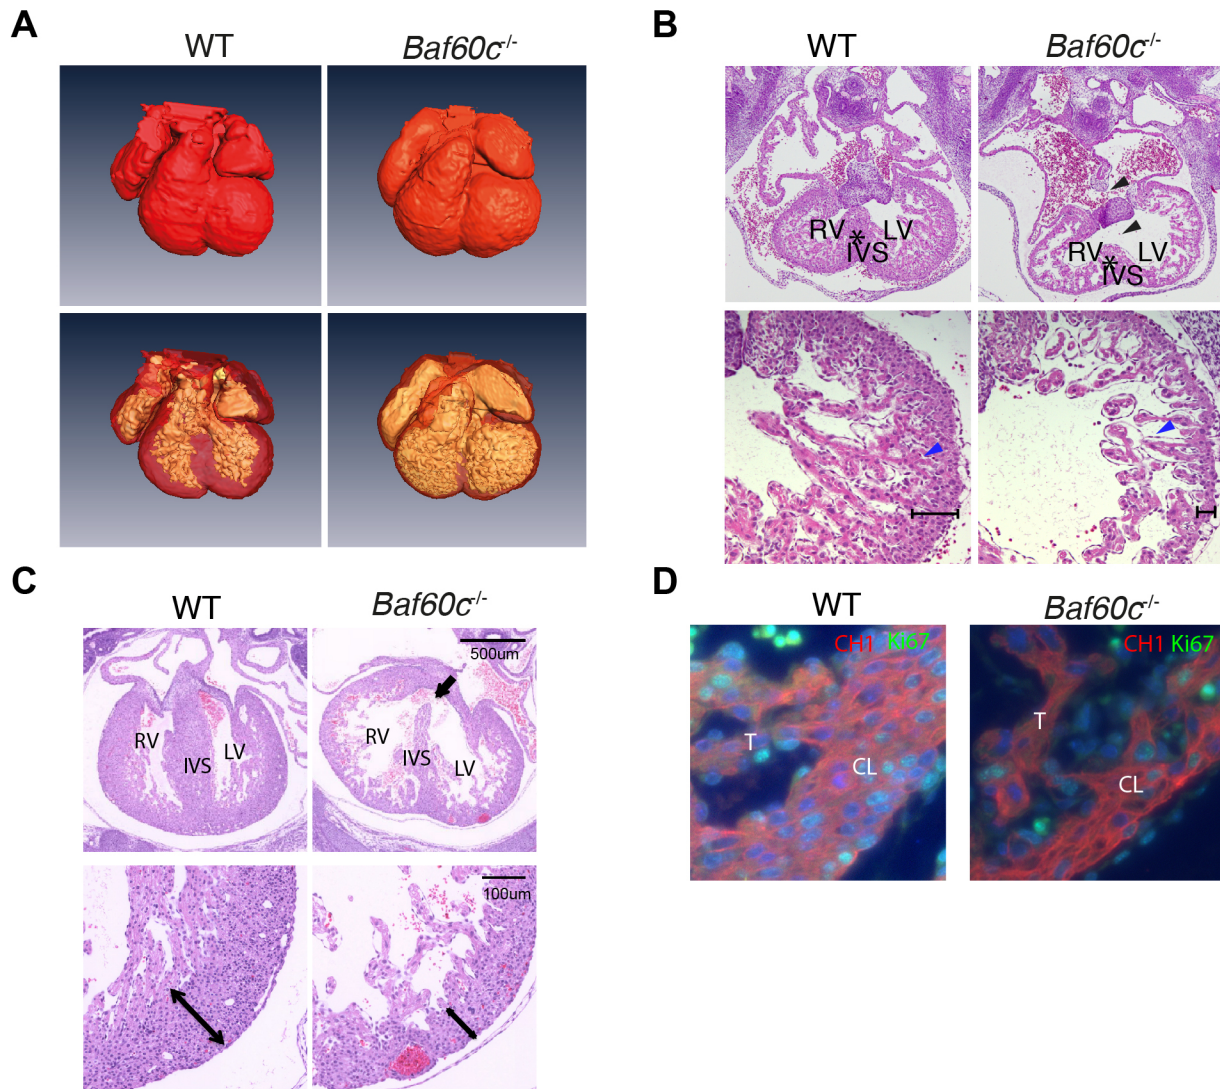 A
WT
Baf60c-/-
B
WT
Baf60c-/-
RV
*
LV
IVS
RV
*
LV
IVS
C
WT
Baf60c-/-
500um
RV
IVS
LV
RV
IVS
LV
100um
D
WT
Baf60c-/-
CH1 Ki67
T
CL
CH1 Ki67
T
CL